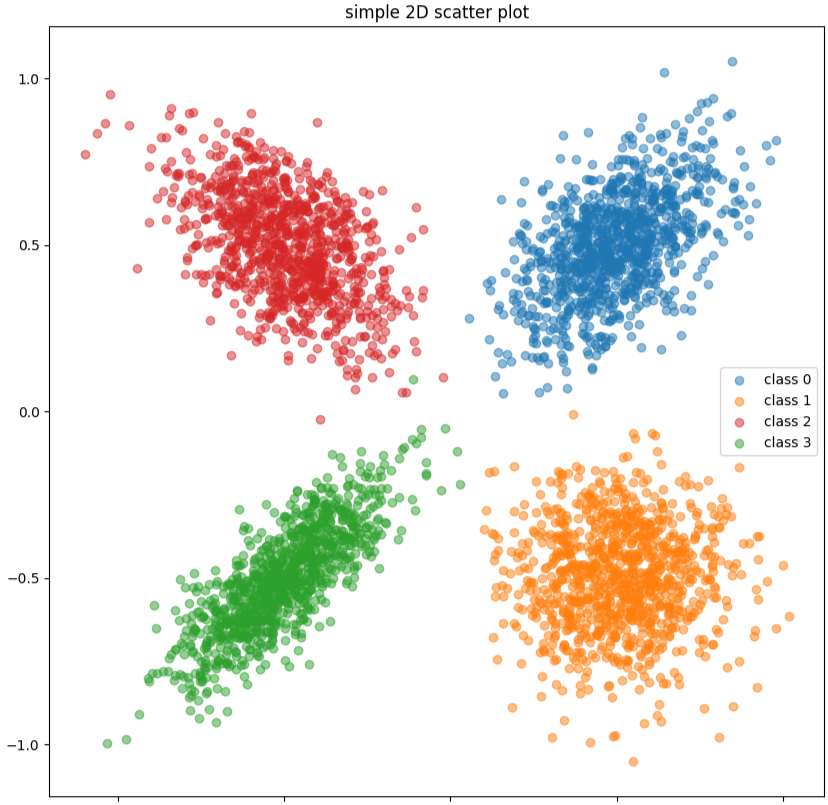 simple 2D scatter plot
1.0
0.5
0.0
−0.5
−1.0
class 0
class 1
class 2
class 3